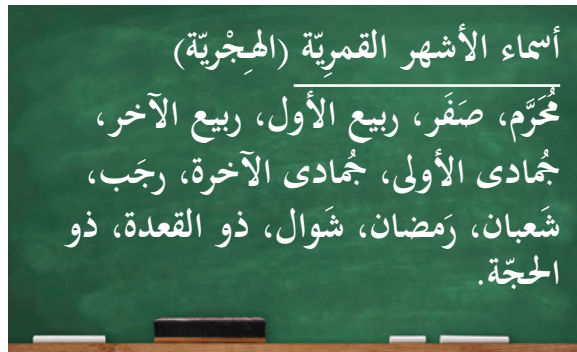 أسماء الأشهر القمريّة (الهِجْريّة)
مُحَرَّم، صَفَر، ربيع الأول، ربيع الآخر،
جُمادى الأولى، جُمادى الآخرة، رجَب،
شَعبان، رَمضان، شَوال، ذو القعدة، ذو
الحجّة.